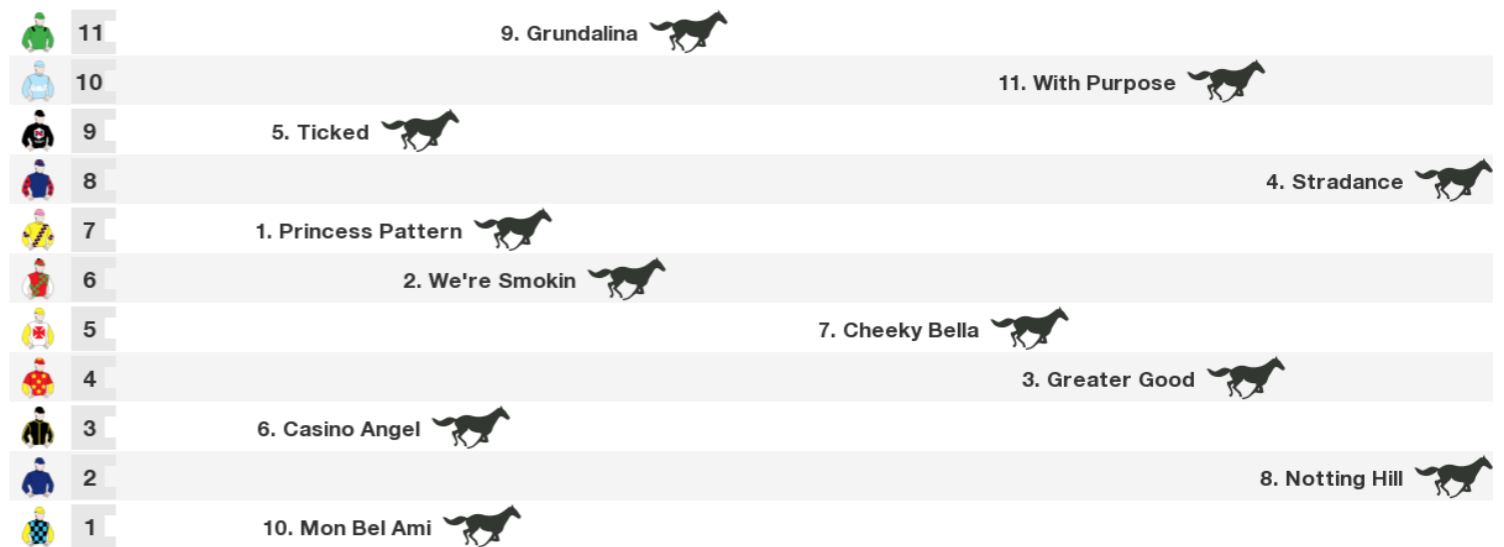 11 9. Grundalina
10 11. With Purpose
9 5. Ticked
8 4. Stradance
7 1. Princess Pattern
6 2. We're Smokin
5 7. Cheeky Bella
4 3. Greater Good
3 6. Casino Angel
2 8. Notting Hill
1 10. Mon Bel Ami